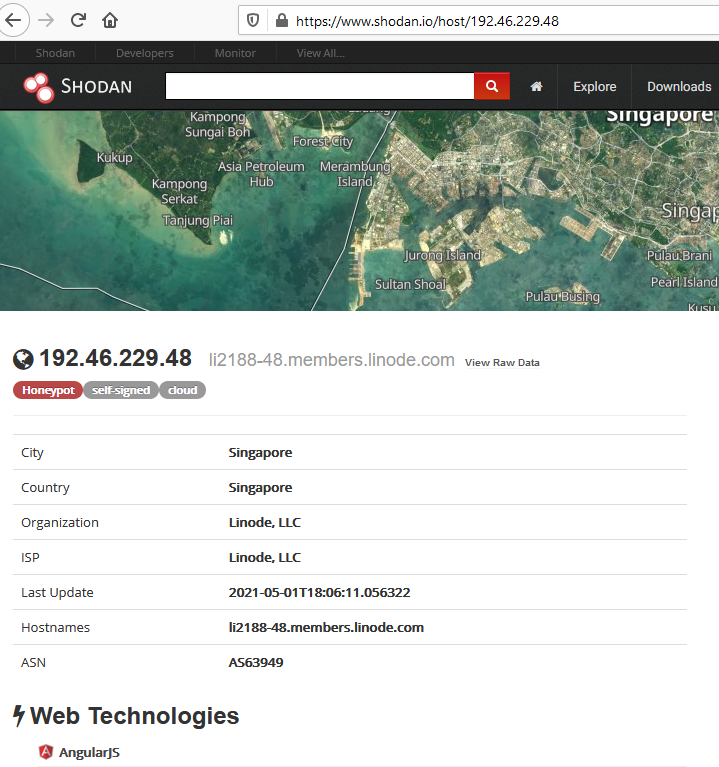 https://www.shodan.io/host/192.46.229.48
Shodan Developers Monitor View All...
SHODAN Explore Downloads
Singapore
Kampong
Sungai Boh
Forest City
Kukup
Asia Petroleum
Hub
Merambung
Island
Kampong
Serkat
Tanjung Piai
Singap
Jurong Island
Pulau Brani
Sultan Shoal
Pearl Island
Pulau Busing
Kusu
192.46.229.48 li2188-48.members.linode.com View Raw Data
Honeypot self-signed cloud
City Singapore
Country Singapore
Organization Linode, LLC
ISP Linode, LLC
Last Update 2021-05-01T18:06:11.056322
Hostnames li2188-48.members.linode.com
ASN AS63949
Web Technologies
AngularJS